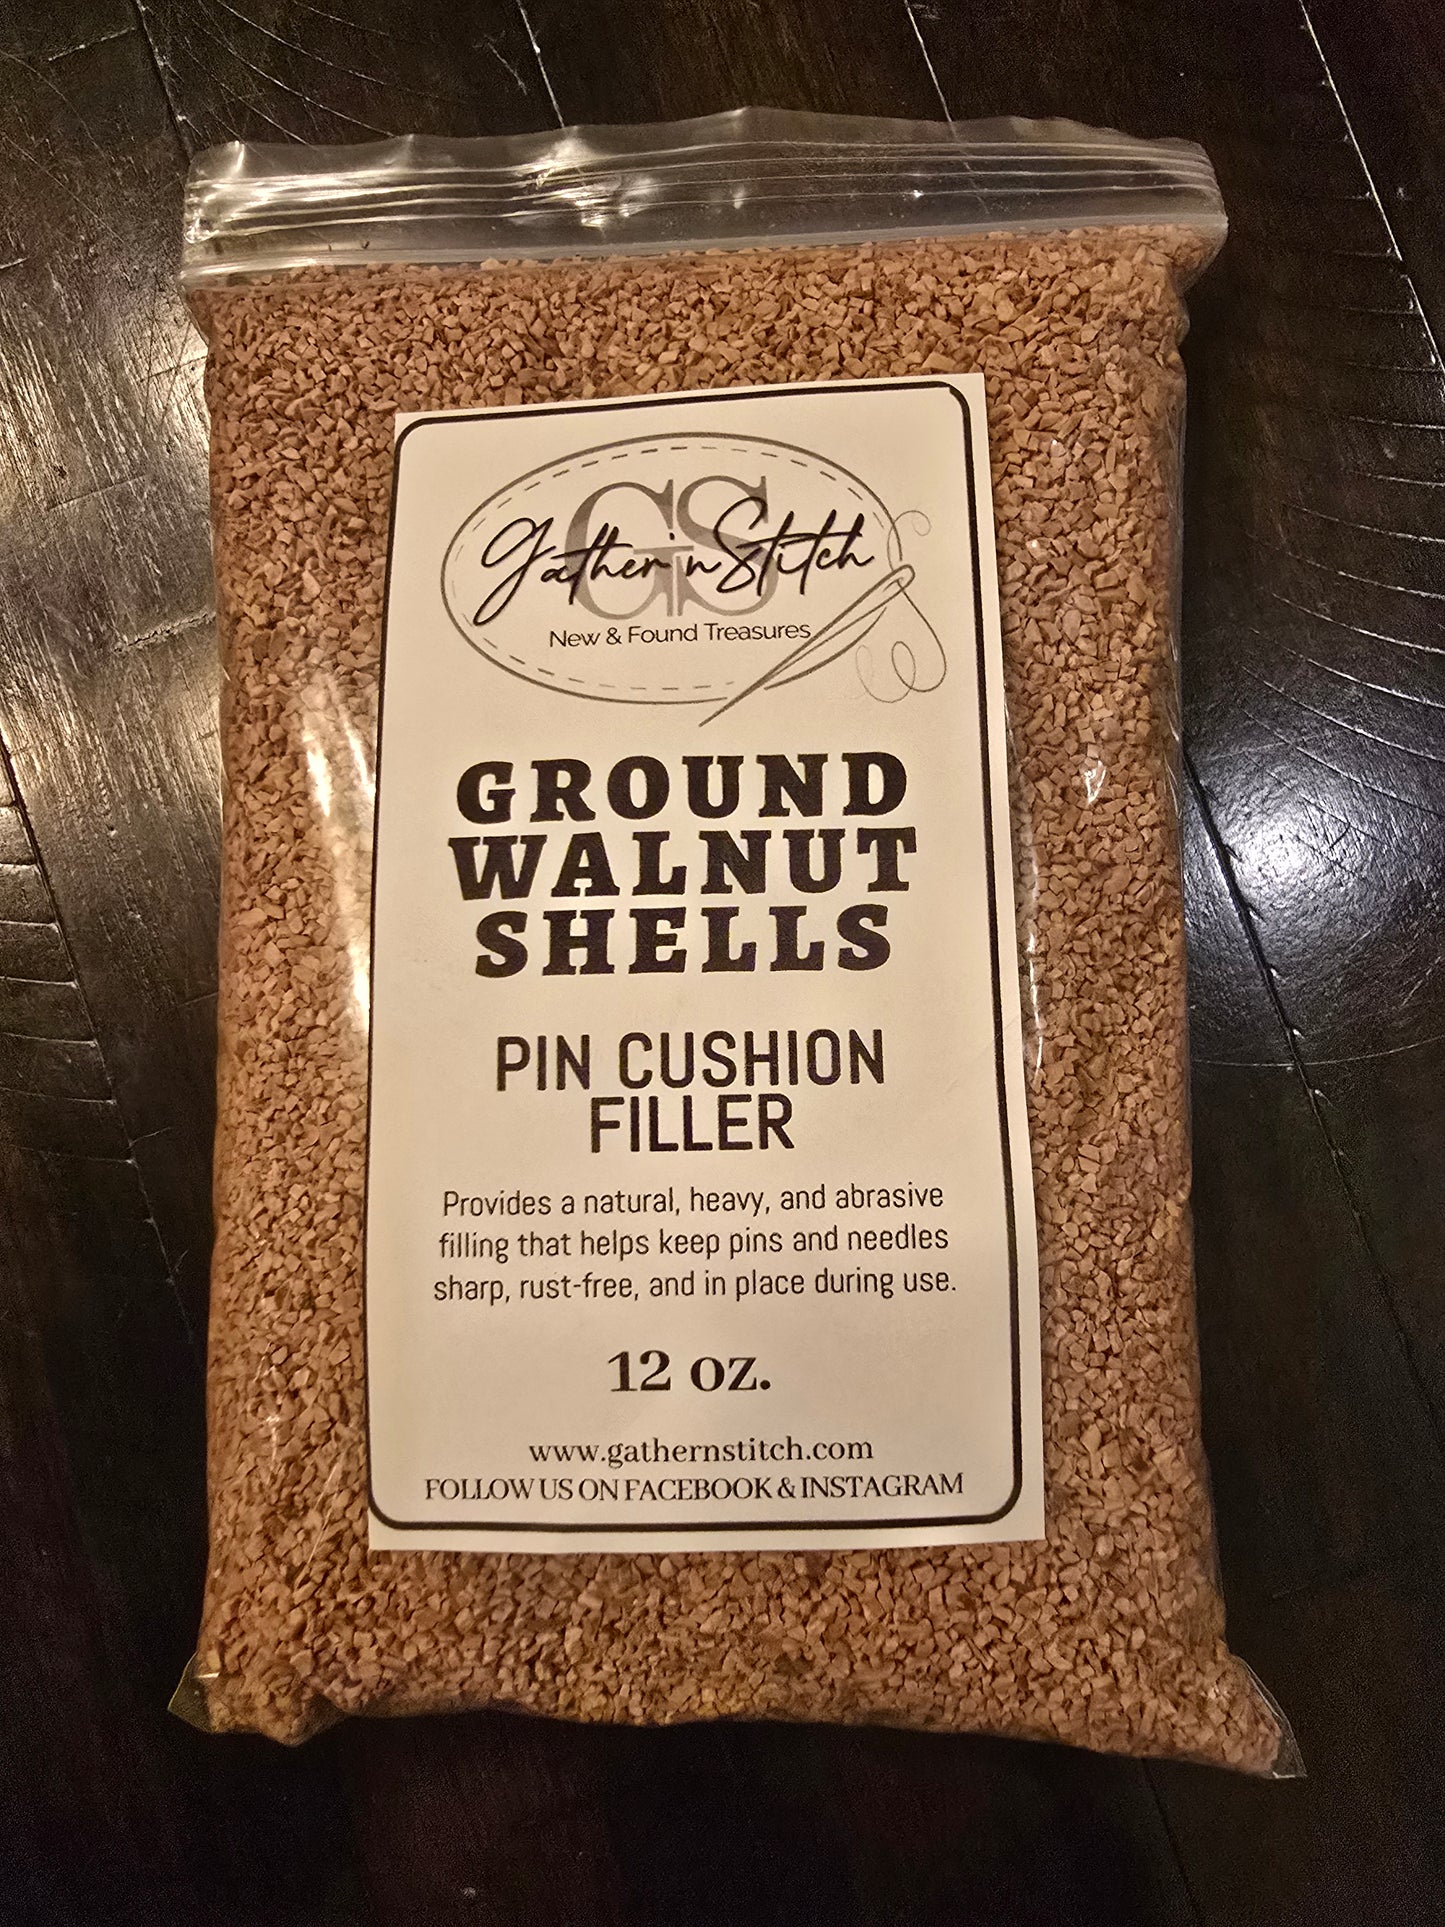 GS
Gather 'n Stitch
New & Found Treasures
GROUND
WALNUT
SHELLS
PIN CUSHION
FILLER
Provides a natural, heavy, and abrasive
filling that helps keep pins and needles
sharp, rust-free, and in place during use.
12 oz.
www.gathernstitch.com
FOLLOW US ON FACEBOOK & INSTAGRAM